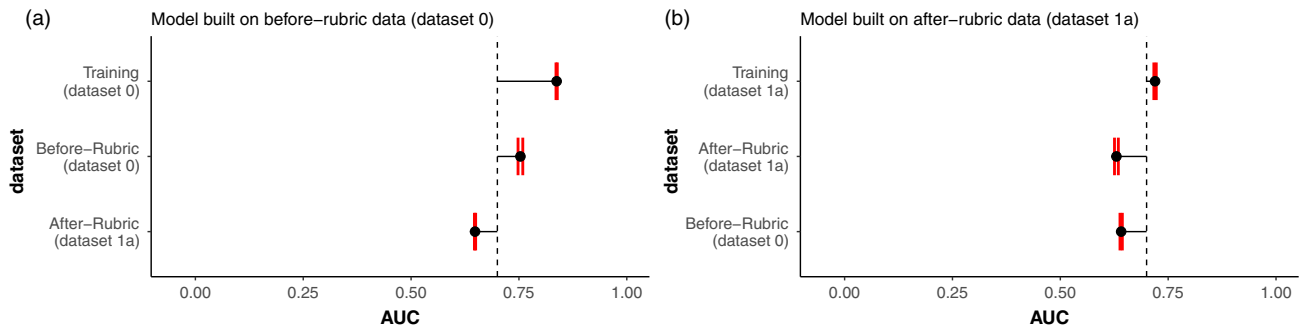 (a)
Model built on before−rubric data (dataset 0)
dataset
Training
(dataset 0)
Before−Rubric
(dataset 0)
After−Rubric
(dataset 1a)
0.00
0.25
0.50
0.75
1.00
AUC
(b)
Model built on after−rubric data (dataset 1a)
dataset
Training
(dataset 1a)
After−Rubric
(dataset 1a)
Before−Rubric
(dataset 0)
0.00
0.25
0.50
0.75
1.00
AUC